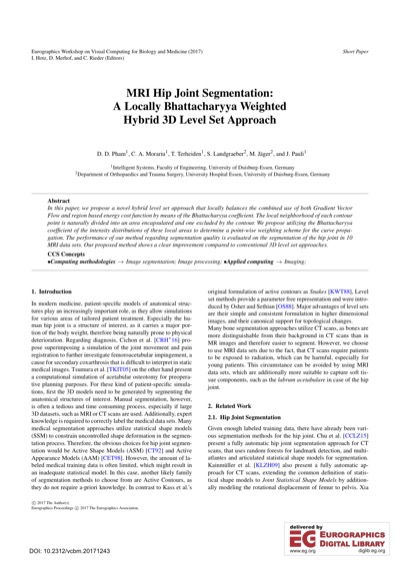 Eurographics Workshop on Visual Computing for Biology and Medicine (2017)
I. Hotz, D. Merhof, and C. Rieder (Editors)
Short Paper
MRI Hip Joint Segmentation:
A Locally Bhattacharyya Weighted
Hybrid 3D Level Set Approach
D. D. Pham¹, C. A. Morariu¹, T. Terheiden¹, S. Landgraeber², M. Jäger², and J. Pauli¹
¹Intelligent Systems, Faculty of Engineering, University of Duisburg-Essen, Germany
²Department of Orthopaedics and Trauma Surgery, University Hospital Essen, University of Duisburg-Essen, Germany
Abstract
In this paper, we propose a novel hybrid level set approach that locally balances the combined use of both Gradient Vector
Flow and region based energy cost function by means of the Bhattacharyya coefficient. The local neighborhood of each contour
point is naturally divided into an area encapsulated and one excluded by the contour. We propose utilizing the Bhattacharyya
coefficient of the intensity distributions of these local areas to determine a point-wise weighting scheme for the curve propa-
gation. The performance of our method regarding segmentation quality is evaluated on the segmentation of the hip joint in 10
MRI data sets. Our proposed method shows a clear improvement compared to conventional 3D level set approaches.
CCS Concepts
•Computing methodologies → Image segmentation; Image processing; •Applied computing → Imaging;
1. Introduction
In modern medicine, patient-specific models of anatomical struc-
tures play an increasingly important role, as they allow simulations
for various areas of tailored patient treatment. Especially the hu-
man hip joint is a structure of interest, as it carries a major por-
tion of the body weight, therefore being naturally prone to physical
deterioration. Regarding diagnosis, Cichon et al. [CRH*16] pro-
pose superimposing a simulation of the joint movement and pain
registration to further investigate femoroacetabular impingement, a
cause for secondary coxarthrosis that is difficult to interpret in static
medical images. Tsumura et al. [TKIT05] on the other hand present
a computational simulation of acetabular osteotomy for preopera-
tive planning purposes. For these kind of patient-specific simula-
tions, first the 3D models need to be generated by segmenting the
anatomical structures of interest. Manual segmentation, however,
is often a tedious and time consuming process, especially if large
3D datasets, such as MRI or CT scans are used. Additionally, expert
knowledge is required to correctly label the medical data sets. Many
medical segmentation approaches utilize statistical shape models
(SSM) to constrain uncontrolled shape deformation in the segmen-
tation process. Therefore, the obvious choices for hip joint segmen-
tation would be Active Shape Models (ASM) [CT92] and Active
Appearance Models (AAM) [CET98]. However, the amount of la-
beled medical training data is often limited, which might result in
an inadequate statistical model. In this case, another likely family
of segmentation methods to choose from are Active Contours, as
they do not require a-priori knowledge. In contrast to Kass et al.'s
original formulation of active contours as Snakes [KWT88], Level
set methods provide a parameter free representation and were intro-
duced by Osher and Sethian [OS88]. Major advantages of level sets
are their simple and consistent formulation in higher dimensional
images, and their canonical support for topological changes.
Many bone segmentation approaches utilize CT scans, as bones are
more distinguishable from their background in CT scans than in
MR images and therefore easier to segment. However, we choose
to use MRI data sets due to the fact, that CT scans require patients
to be exposed to radiation, which can be harmful, especially for
young patients. This circumstance can be avoided by using MRI
data sets, which are additionally more suitable to capture soft tis-
sue components, such as the labrum acetabulare in case of the hip
joint.
2. Related Work
2.1. Hip Joint Segmentation
Given enough labeled training data, there have already been vari-
ous segmentation methods for the hip joint. Chu et al. [CCLZ15]
present a fully automatic hip joint segmentation approach for CT
scans, that uses random forests for landmark detection, and multi-
atlantes and articulated statistical shape models for segmentation.
Kainmüller et al. [KLZH09] also present a fully automatic ap-
proach for CT scans, extending the common definition of statis-
tical shape models to Joint Statistical Shape Models by addition-
ally modeling the rotational displacement of femur to pelvis. Xia
© 2017 The Author(s)
Eurographics Proceedings © 2017 The Eurographics Association.
DOI: 10.2312/vcbm.20171243
delivered by
EG EUROGRAPHICS
DIGITAL LIBRARY
www.eg.org
diglib.eg.org